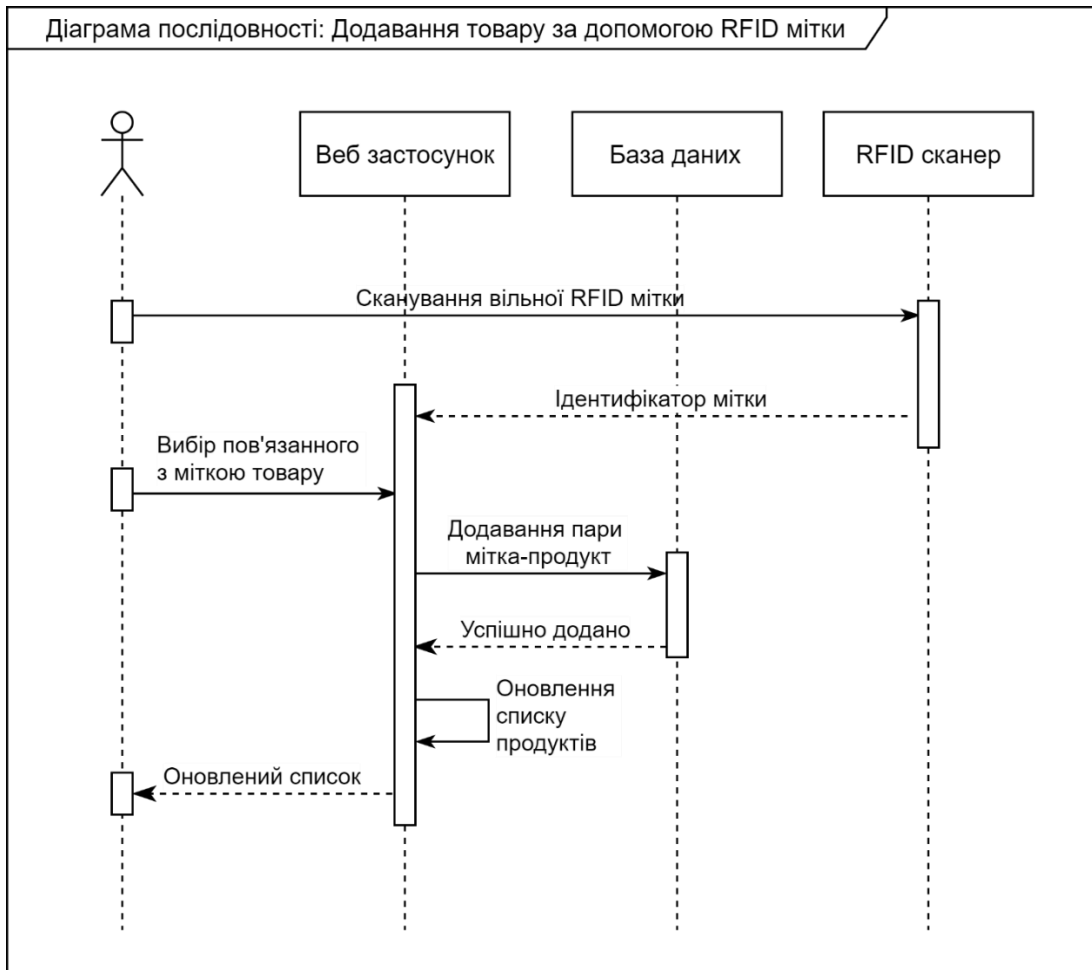 Діаграма послідовності: Додавання товару за допомогою RFID мітки
Веб застосунок
База даних
RFID сканер
Сканування вільної RFID мітки
Ідентифікатор мітки
Вибір пов'язанного
з міткою товару
Додавання пари
мітка-продукт
Успішно додано
Оновлення
списку
продуктів
Оновлений список